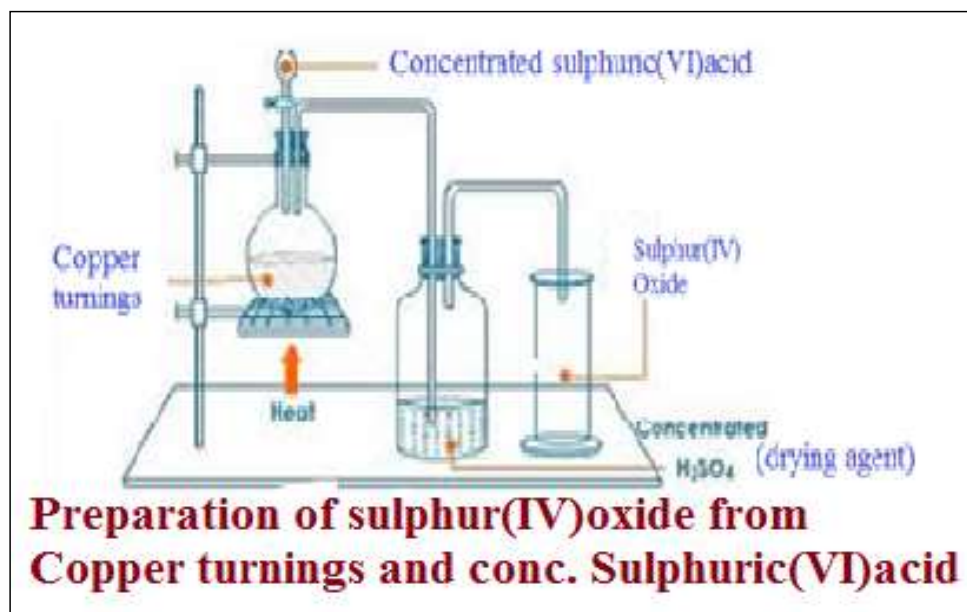 Concentrated sulphunc(VI)acid
Copper
turnings
Sulphur(IV)
Oxide
Heat
Concentrated
H₂SO₄ (drying agent)
Preparation of sulphur(IV)oxide from
Copper turnings and conc. Sulphuric(VI)acid